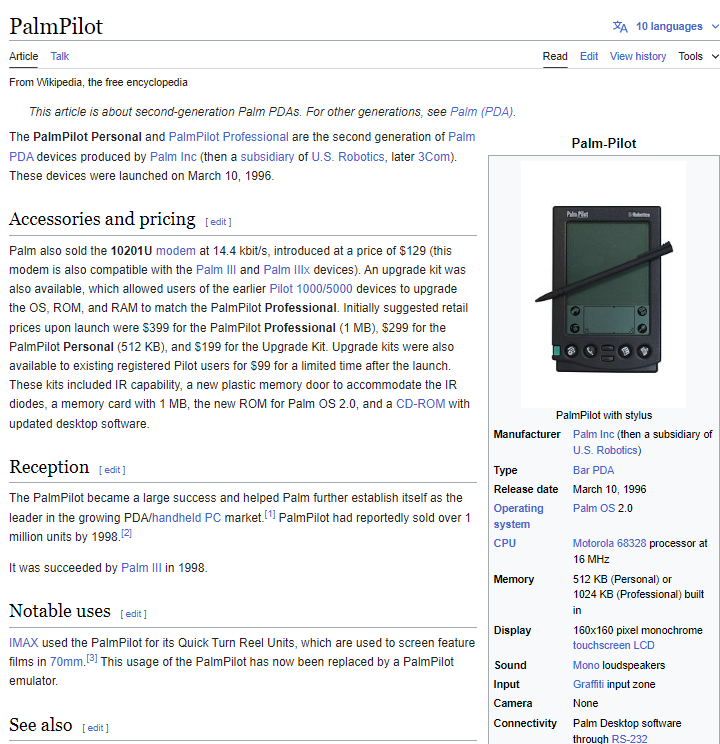 PalmPilot
10 languages
Article Talk
Read Edit View history Tools
From Wikipedia, the free encyclopedia
This article is about second-generation Palm PDAs. For other generations, see Palm (PDA).
The PalmPilot Personal and PalmPilot Professional are the second generation of Palm
PDA devices produced by Palm Inc (then a subsidiary of U.S. Robotics, later 3Com).
These devices were launched on March 10, 1996.
Accessories and pricing [ edit ]
Palm also sold the 10201U modem at 14.4 kbit/s, introduced at a price of $129 (this
modem is also compatible with the Palm III and Palm IIIx devices). An upgrade kit was
also available, which allowed users of the earlier Pilot 1000/5000 devices to upgrade
the OS, ROM, and RAM to match the PalmPilot Professional. Initially suggested retail
prices upon launch were $399 for the PalmPilot Professional (1 MB), $299 for the
PalmPilot Personal (512 KB), and $199 for the Upgrade Kit. Upgrade kits were also
available to existing registered Pilot users for $99 for a limited time after the launch.
These kits included IR capability, a new plastic memory door to accommodate the IR
diodes, a memory card with 1 MB, the new ROM for Palm OS 2.0, and a CD-ROM with
updated desktop software.
Reception [ edit ]
The PalmPilot became a large success and helped Palm further establish itself as the
leader in the growing PDA/handheld PC market.[1] PalmPilot had reportedly sold over 1
million units by 1998.[2]
It was succeeded by Palm III in 1998.
Notable uses [ edit ]
IMAX used the PalmPilot for its Quick Turn Reel Units, which are used to screen feature
films in 70mm.[3] This usage of the PalmPilot has now been replaced by a PalmPilot
emulator.
See also [ edit ]
Palm-Pilot
Palm Pilot
U.S. Robotics
PalmPilot with stylus
Manufacturer Palm Inc (then a subsidiary of
U.S. Robotics)
Type Bar PDA
Release date March 10, 1996
Operating Palm OS 2.0
system
CPU Motorola 68328 processor at
16 MHz
Memory 512 KB (Personal) or
1024 KB (Professional) built
in
Display 160x160 pixel monochrome
touchscreen LCD
Sound Mono loudspeakers
Input Graffiti input zone
Camera None
Connectivity Palm Desktop software
through RS-232